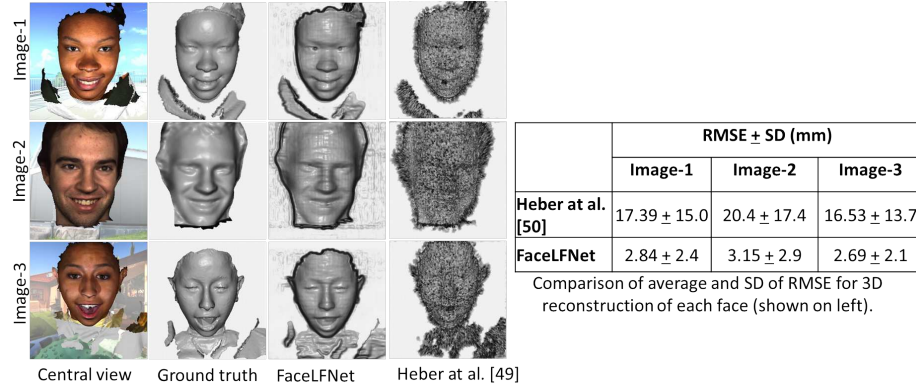 Image-1
Image-2
Image-3
Central view
Ground truth
FaceLFNet
Heber at al. [49]
RMSE ± SD (mm)
Image-1 Image-2 Image-3
Heber at al.
[50] 17.39 ± 15.0 20.4 ± 17.4 16.53 ± 13.7
FaceLFNet 2.84 ± 2.4 3.15 ± 2.9 2.69 ± 2.1
Comparison of average and SD of RMSE for 3D
reconstruction of each face (shown on left).